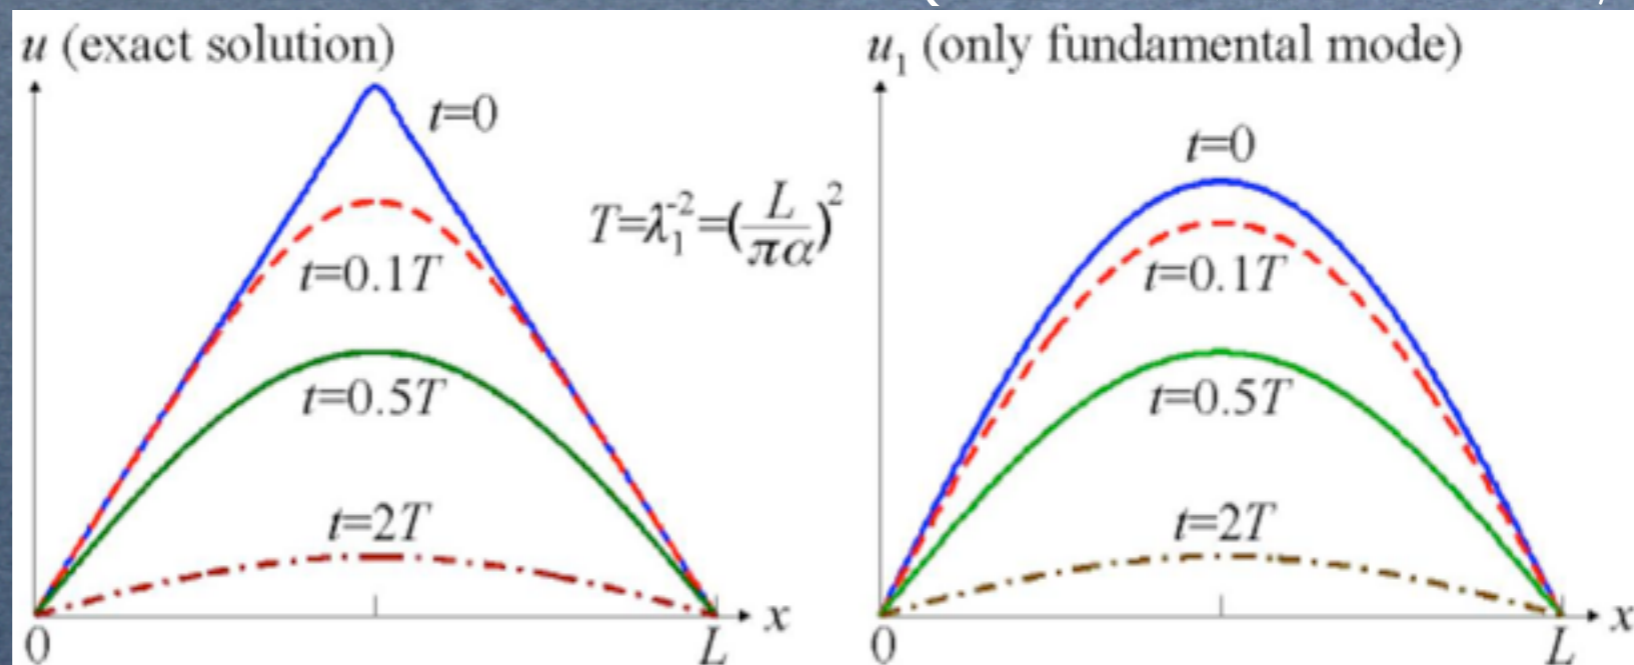 u (exact solution)
t=0
t=0.1T
t=0.5T
t=2T
0
L
x
T=λ₁⁻²=(L/πα)²
u₁ (only fundamental mode)
t=0
t=0.1T
t=0.5T
t=2T
0
L
x